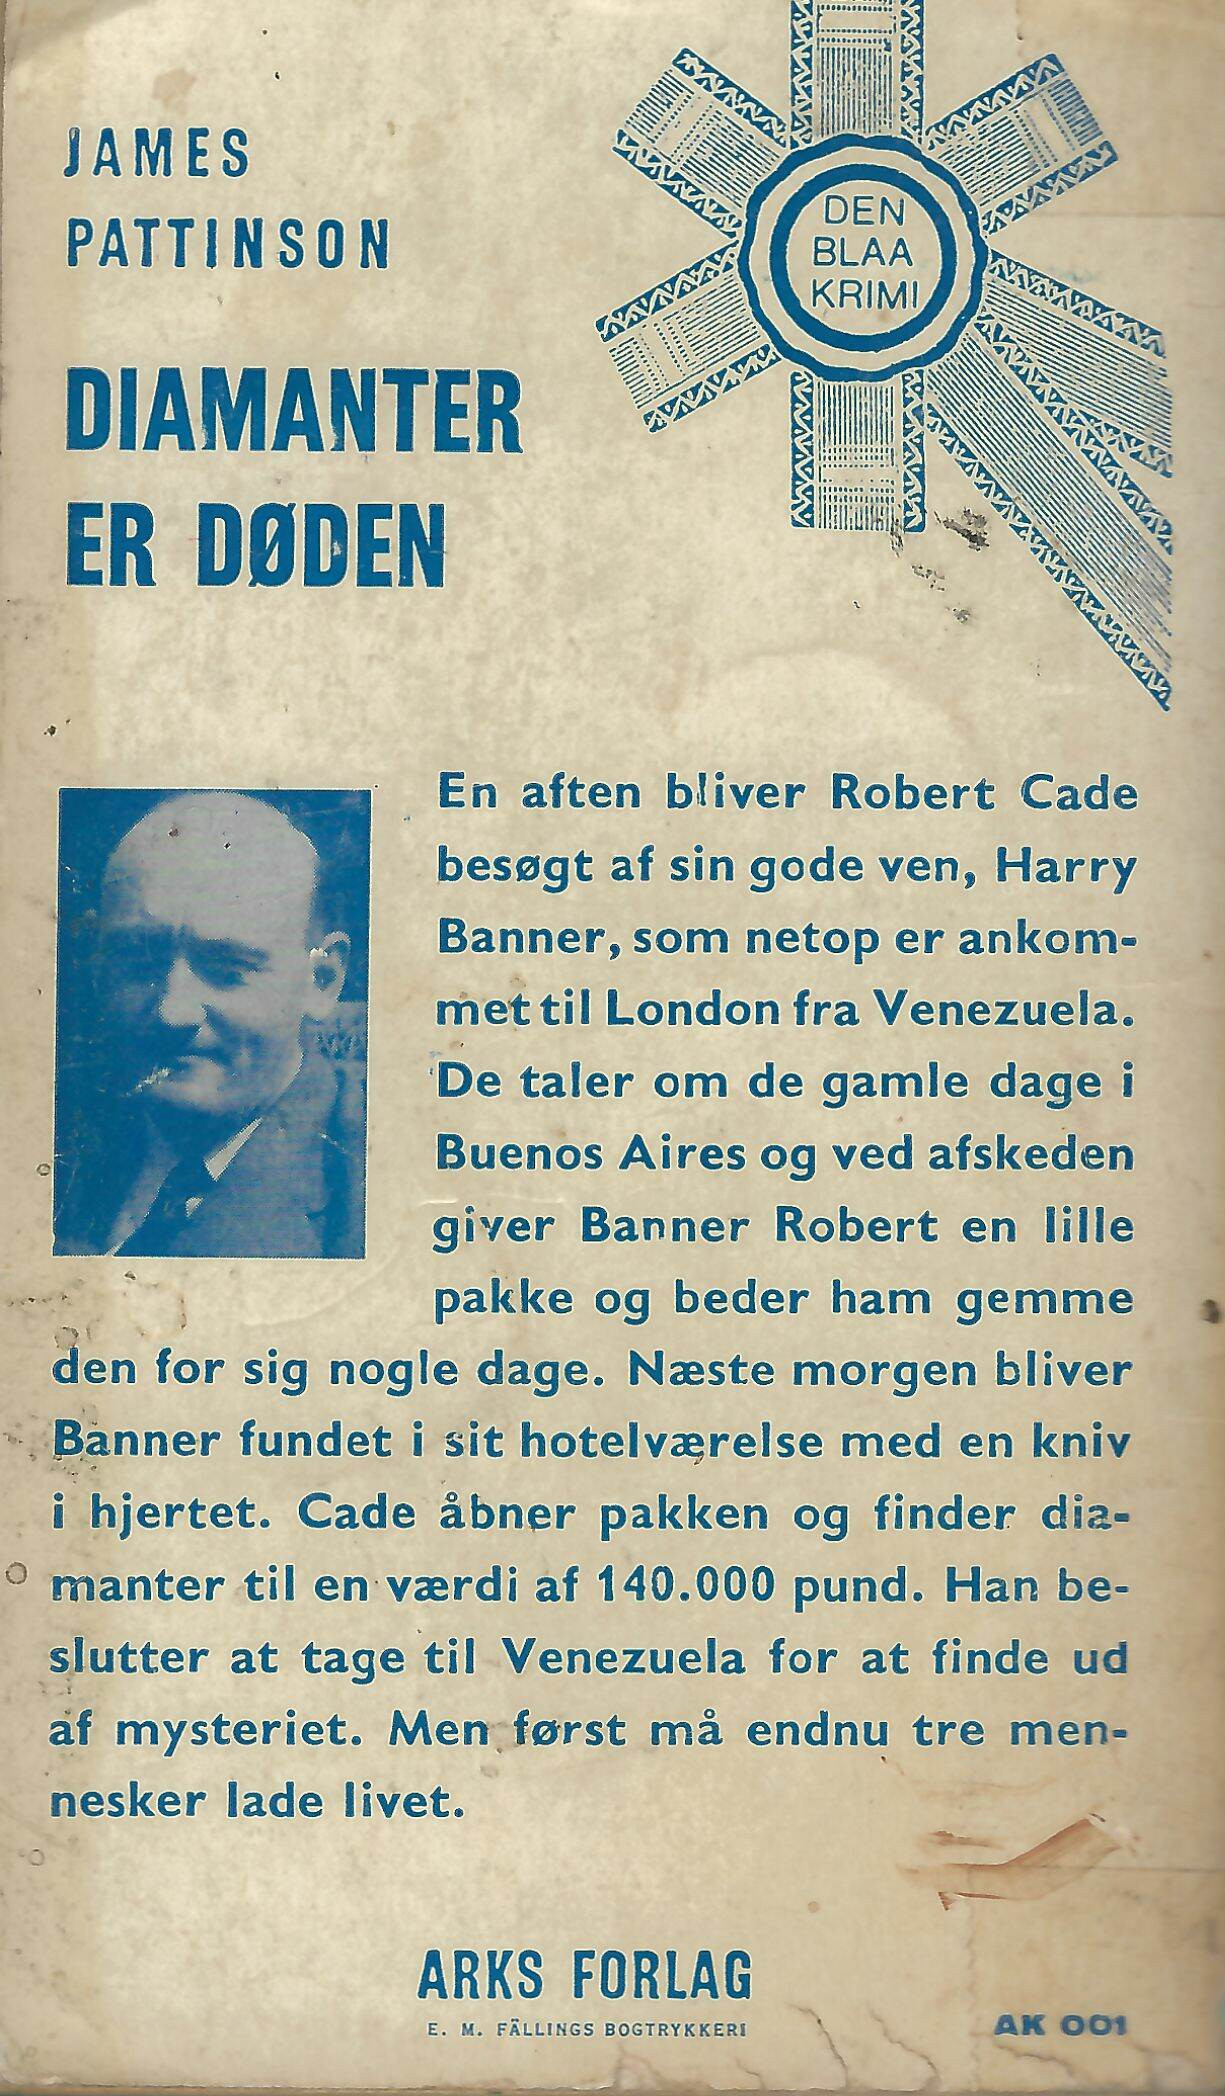 JAMES
PATTINSON
DEN
BLAA
KRIMI
DIAMANTER
ER DØDEN
En aften bliver Robert Cade
besøgt af sin gode ven, Harry
Banner, som netop er ankom-
met til London fra Venezuela.
De taler om de gamle dage i
Buenos Aires og ved afskeden
giver Banner Robert en lille
pakke og beder ham gemme
den for sig nogle dage. Næste morgen bliver
Banner fundet i sit hotelværelse med en kniv
i hjertet. Cade åbner pakken og finder dia-
manter til en værdi af 140.000 pund. Han be-
slutter at tage til Venezuela for at finde ud
af mysteriet. Men først må endnu tre men-
nesker lade livet.
ARKS FORLAG
E. M. FÄLLINGS BOGTRYKKERI
AK 001